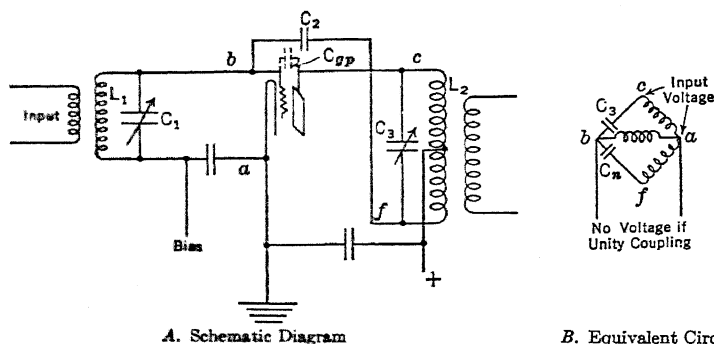 C2
b
Cgp
c
L1
L2
Input
C1
C3
a
f
Bias
+
A. Schematic Diagram
c
Input
Voltage
C3
b
a
Cn
f
No Voltage if
Unity Coupling
B. Equivalent Circ